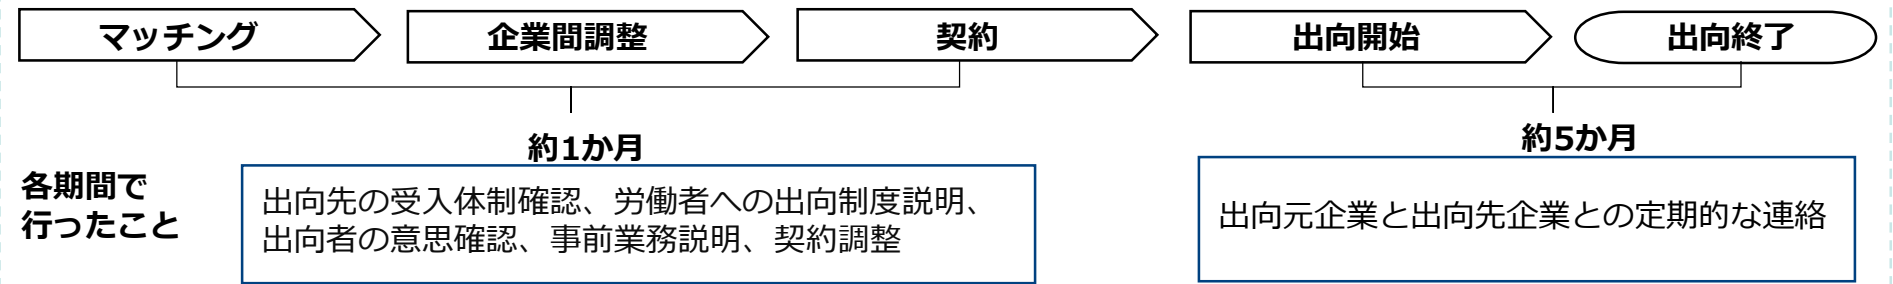 マッチング
企業間調整
契約
出向開始
出向終了
約1か月
約5か月
各期間で
行ったこと
出向先の受入体制確認、労働者への出向制度説明、
出向者の意思確認、事前業務説明、契約調整
出向元企業と出向先企業との定期的な連絡